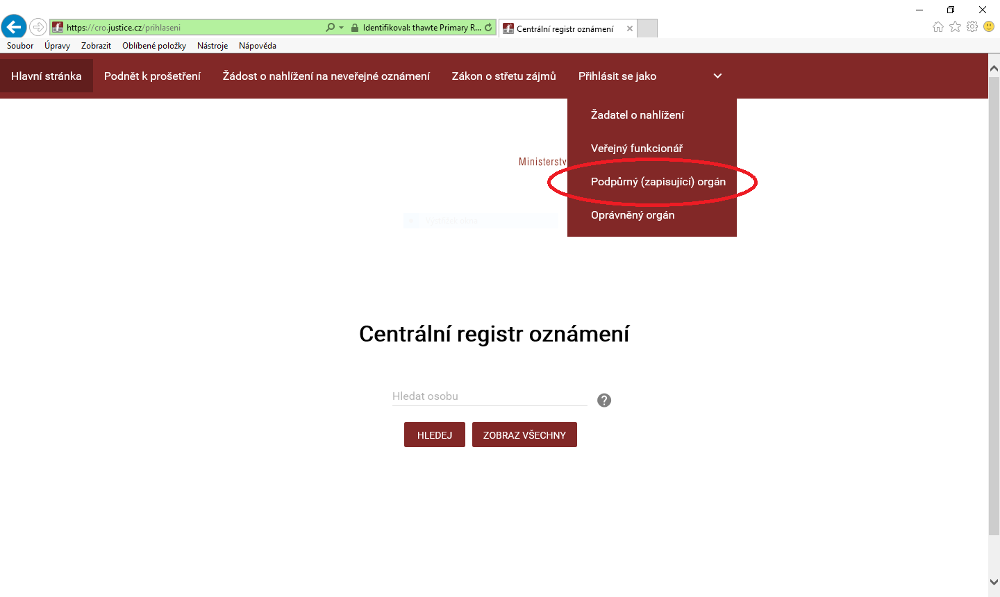 https://cro.justice.cz/prihlaseni
Identifikoval: thawte Primary R...
Centrální registr oznámení
Soubor Úpravy Zobrazit Oblíbené položky Nástroje Nápověda
Hlavní stránka Podnět k prošetření Žádost o nahlížení na neveřejné oznámení Zákon o střetu zájmů Přihlásit se jako
Žadatel o nahlížení
Veřejný funkcionář
Ministerstv
Podpůrný (zapisující) orgán
Oprávněný orgán
Centrální registr oznámení
Hledat osobu
?
HLEDEJ ZOBRAZ VŠECHNY